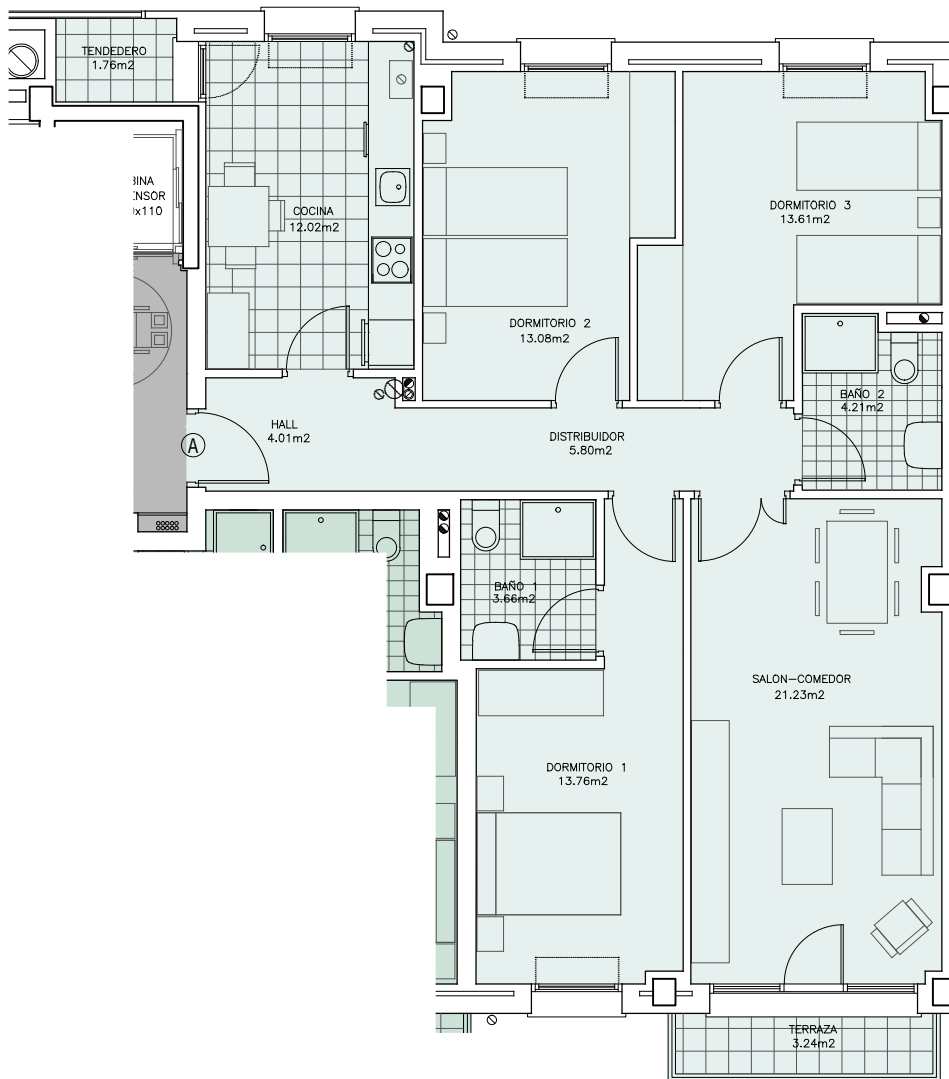 TENDEDERO
1.76m2
BINA
ENSOR
x110
COCINA
12.02m2
DORMITORIO 3
13.61m2
DORMITORIO 2
13.08m2
BAÑO 2
4.21m2
HALL
4.01m2
DISTRIBUIDOR
5.80m2
A
BAÑO 1
3.66m2
SALON-COMEDOR
21.23m2
DORMITORIO 1
13.76m2
TERRAZA
3.24m2